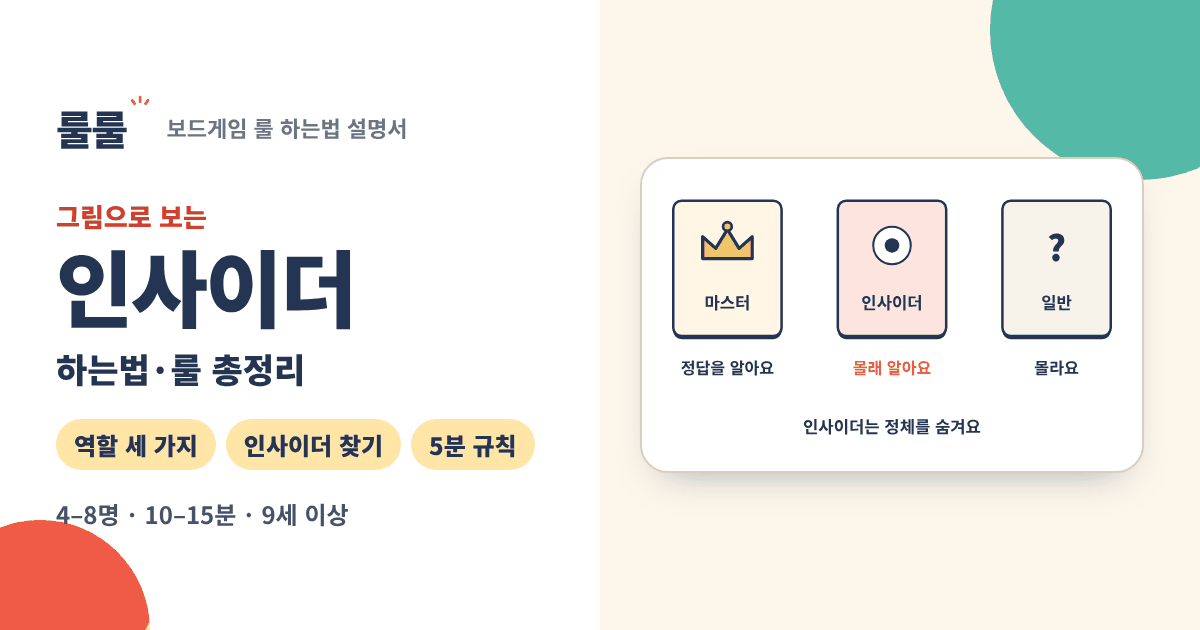 룰룰 보드게임 룰 하는법 설명서
그림으로 보는
인사이더
하는법·룰 총정리
역할 세 가지 인사이더 찾기 5분 규칙
4–8명 · 10–15분 · 9세 이상
마스터 인사이더 ? 일반
정답을 알아요 몰래 알아요 몰라요
인사이더는 정체를 숨겨요